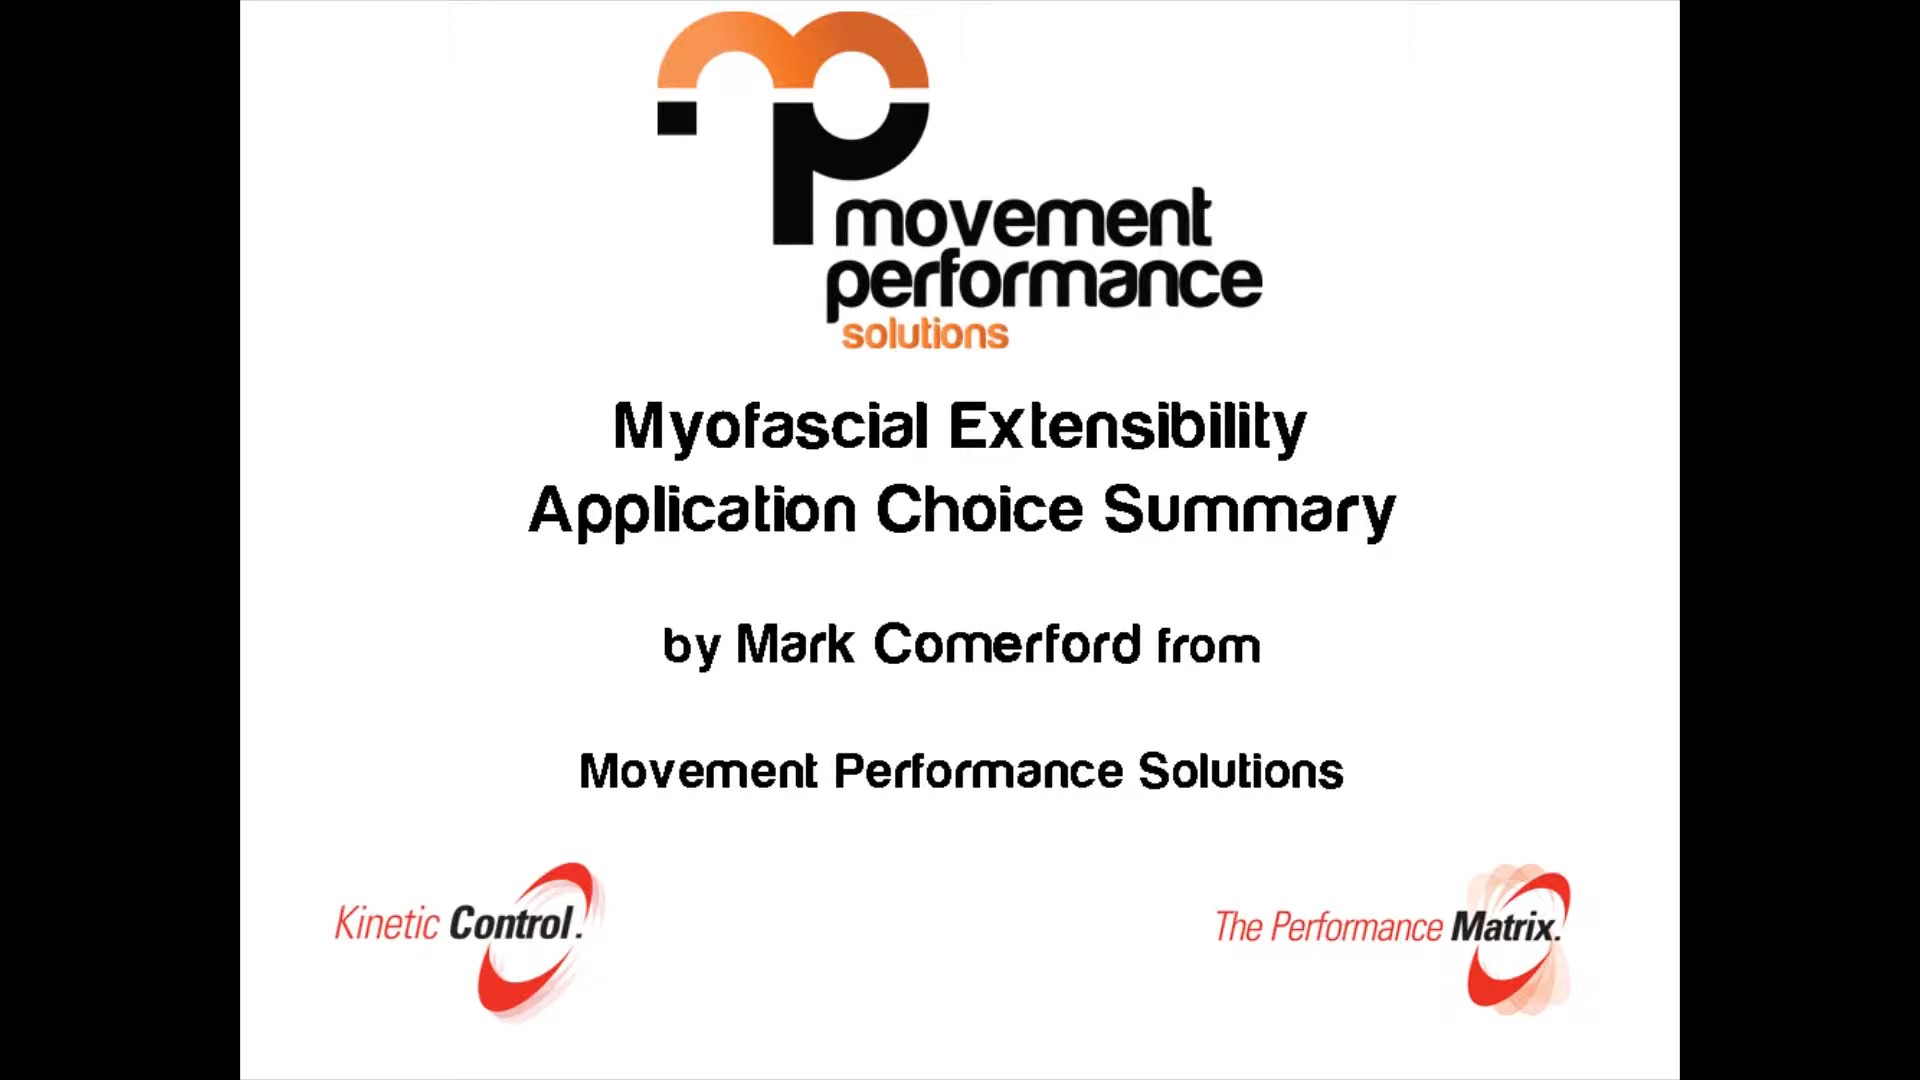 mp
movement
performance
solutions
Myofascial Extensibility
Application Choice Summary
by Mark Comerford from
Movement Performance Solutions
Kinetic Control.
The Performance Matrix.